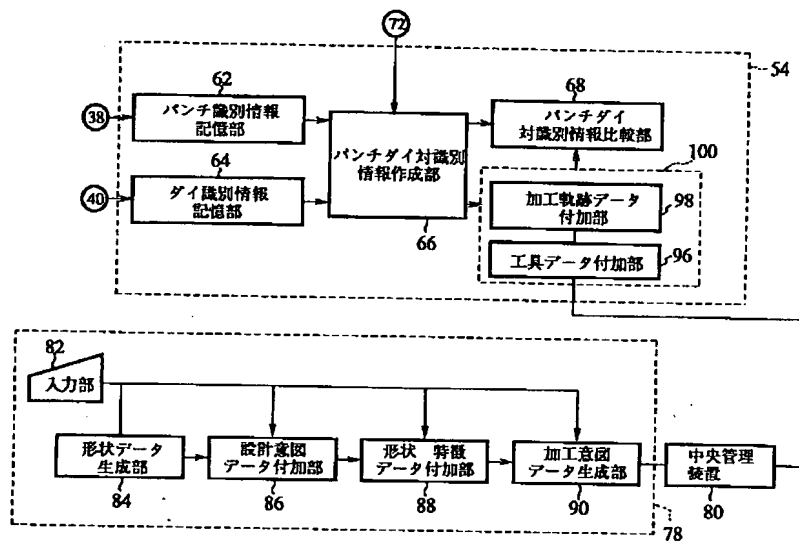 72
54
62
68
38
パンチ識別情報
記憶部
パンチダイ
対識別情報比較部
100
64
パンチダイ対識別
情報作成部
40
ダイ識別情報
記憶部
加工軌跡データ
付加部
98
66
工具データ付加部
96
82
入力部
形状データ
生成部
設計意図
データ付加部
形状 特徴
データ付加部
加工意図
データ生成部
中央管理
装置
84
86
88
90
80
78